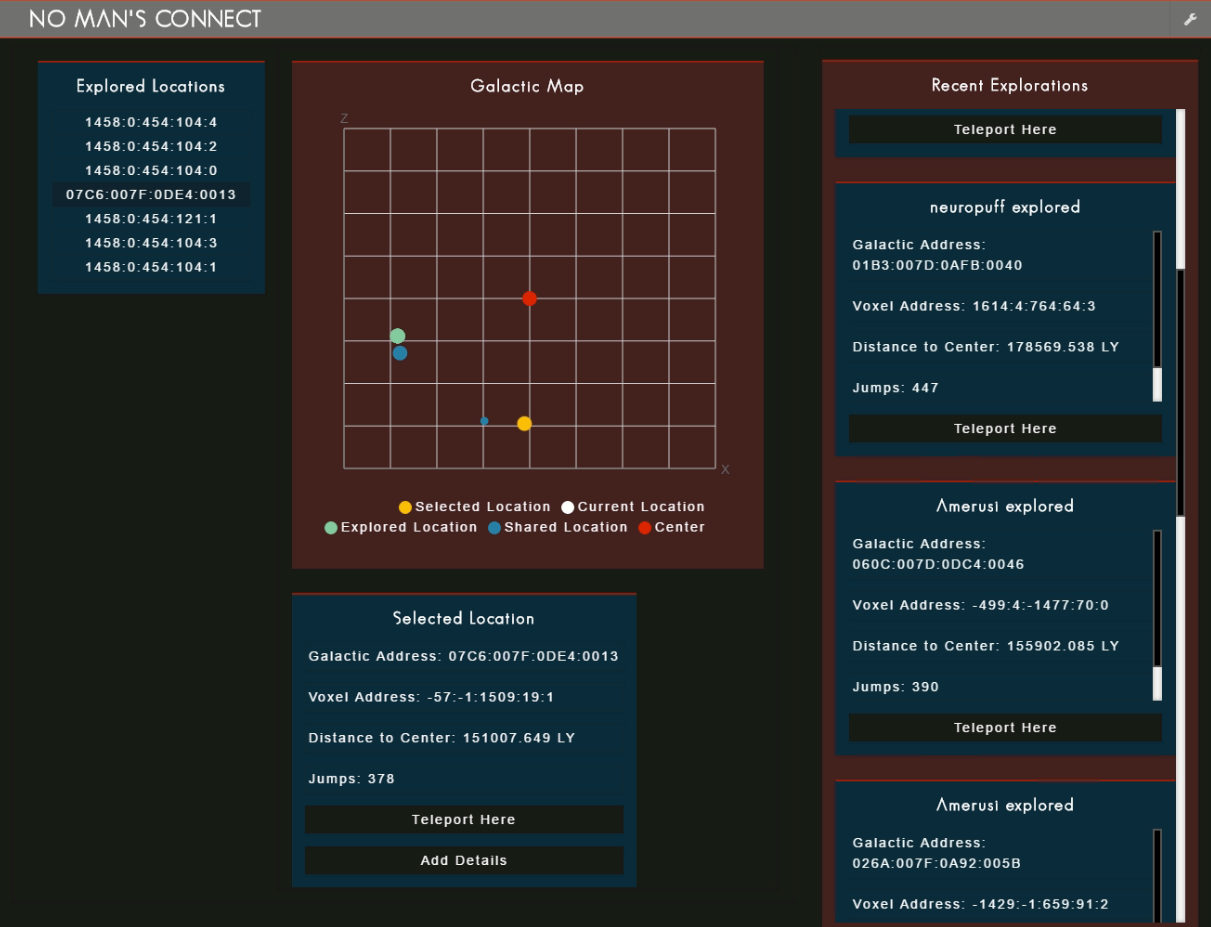 NO MAN'S CONNECT
Explored Locations
1458:0:454:104:4
1458:0:454:104:2
1458:0:454:104:0
07C6:007F:0DE4:0013
1458:0:454:121:1
1458:0:454:104:3
1458:0:454:104:1
Galactic Map
Z
X
Selected Location Current Location
Explored Location Shared Location Center
Selected Location
Galactic Address: 07C6:007F:0DE4:0013
Voxel Address: -57:-1:1509:19:1
Distance to Center: 151007.649 LY
Jumps: 378
Teleport Here
Add Details
Recent Explorations
Teleport Here
neuropuff explored
Galactic Address:
01B3:007D:0AFB:0040
Voxel Address: 1614:4:764:64:3
Distance to Center: 178569.538 LY
Jumps: 447
Teleport Here
Amerusi explored
Galactic Address:
060C:007D:0DC4:0046
Voxel Address: -499:4:-1477:70:0
Distance to Center: 155902.085 LY
Jumps: 390
Teleport Here
Amerusi explored
Galactic Address:
026A:007F:0A92:005B
Voxel Address: -1429:-1:659:91:2